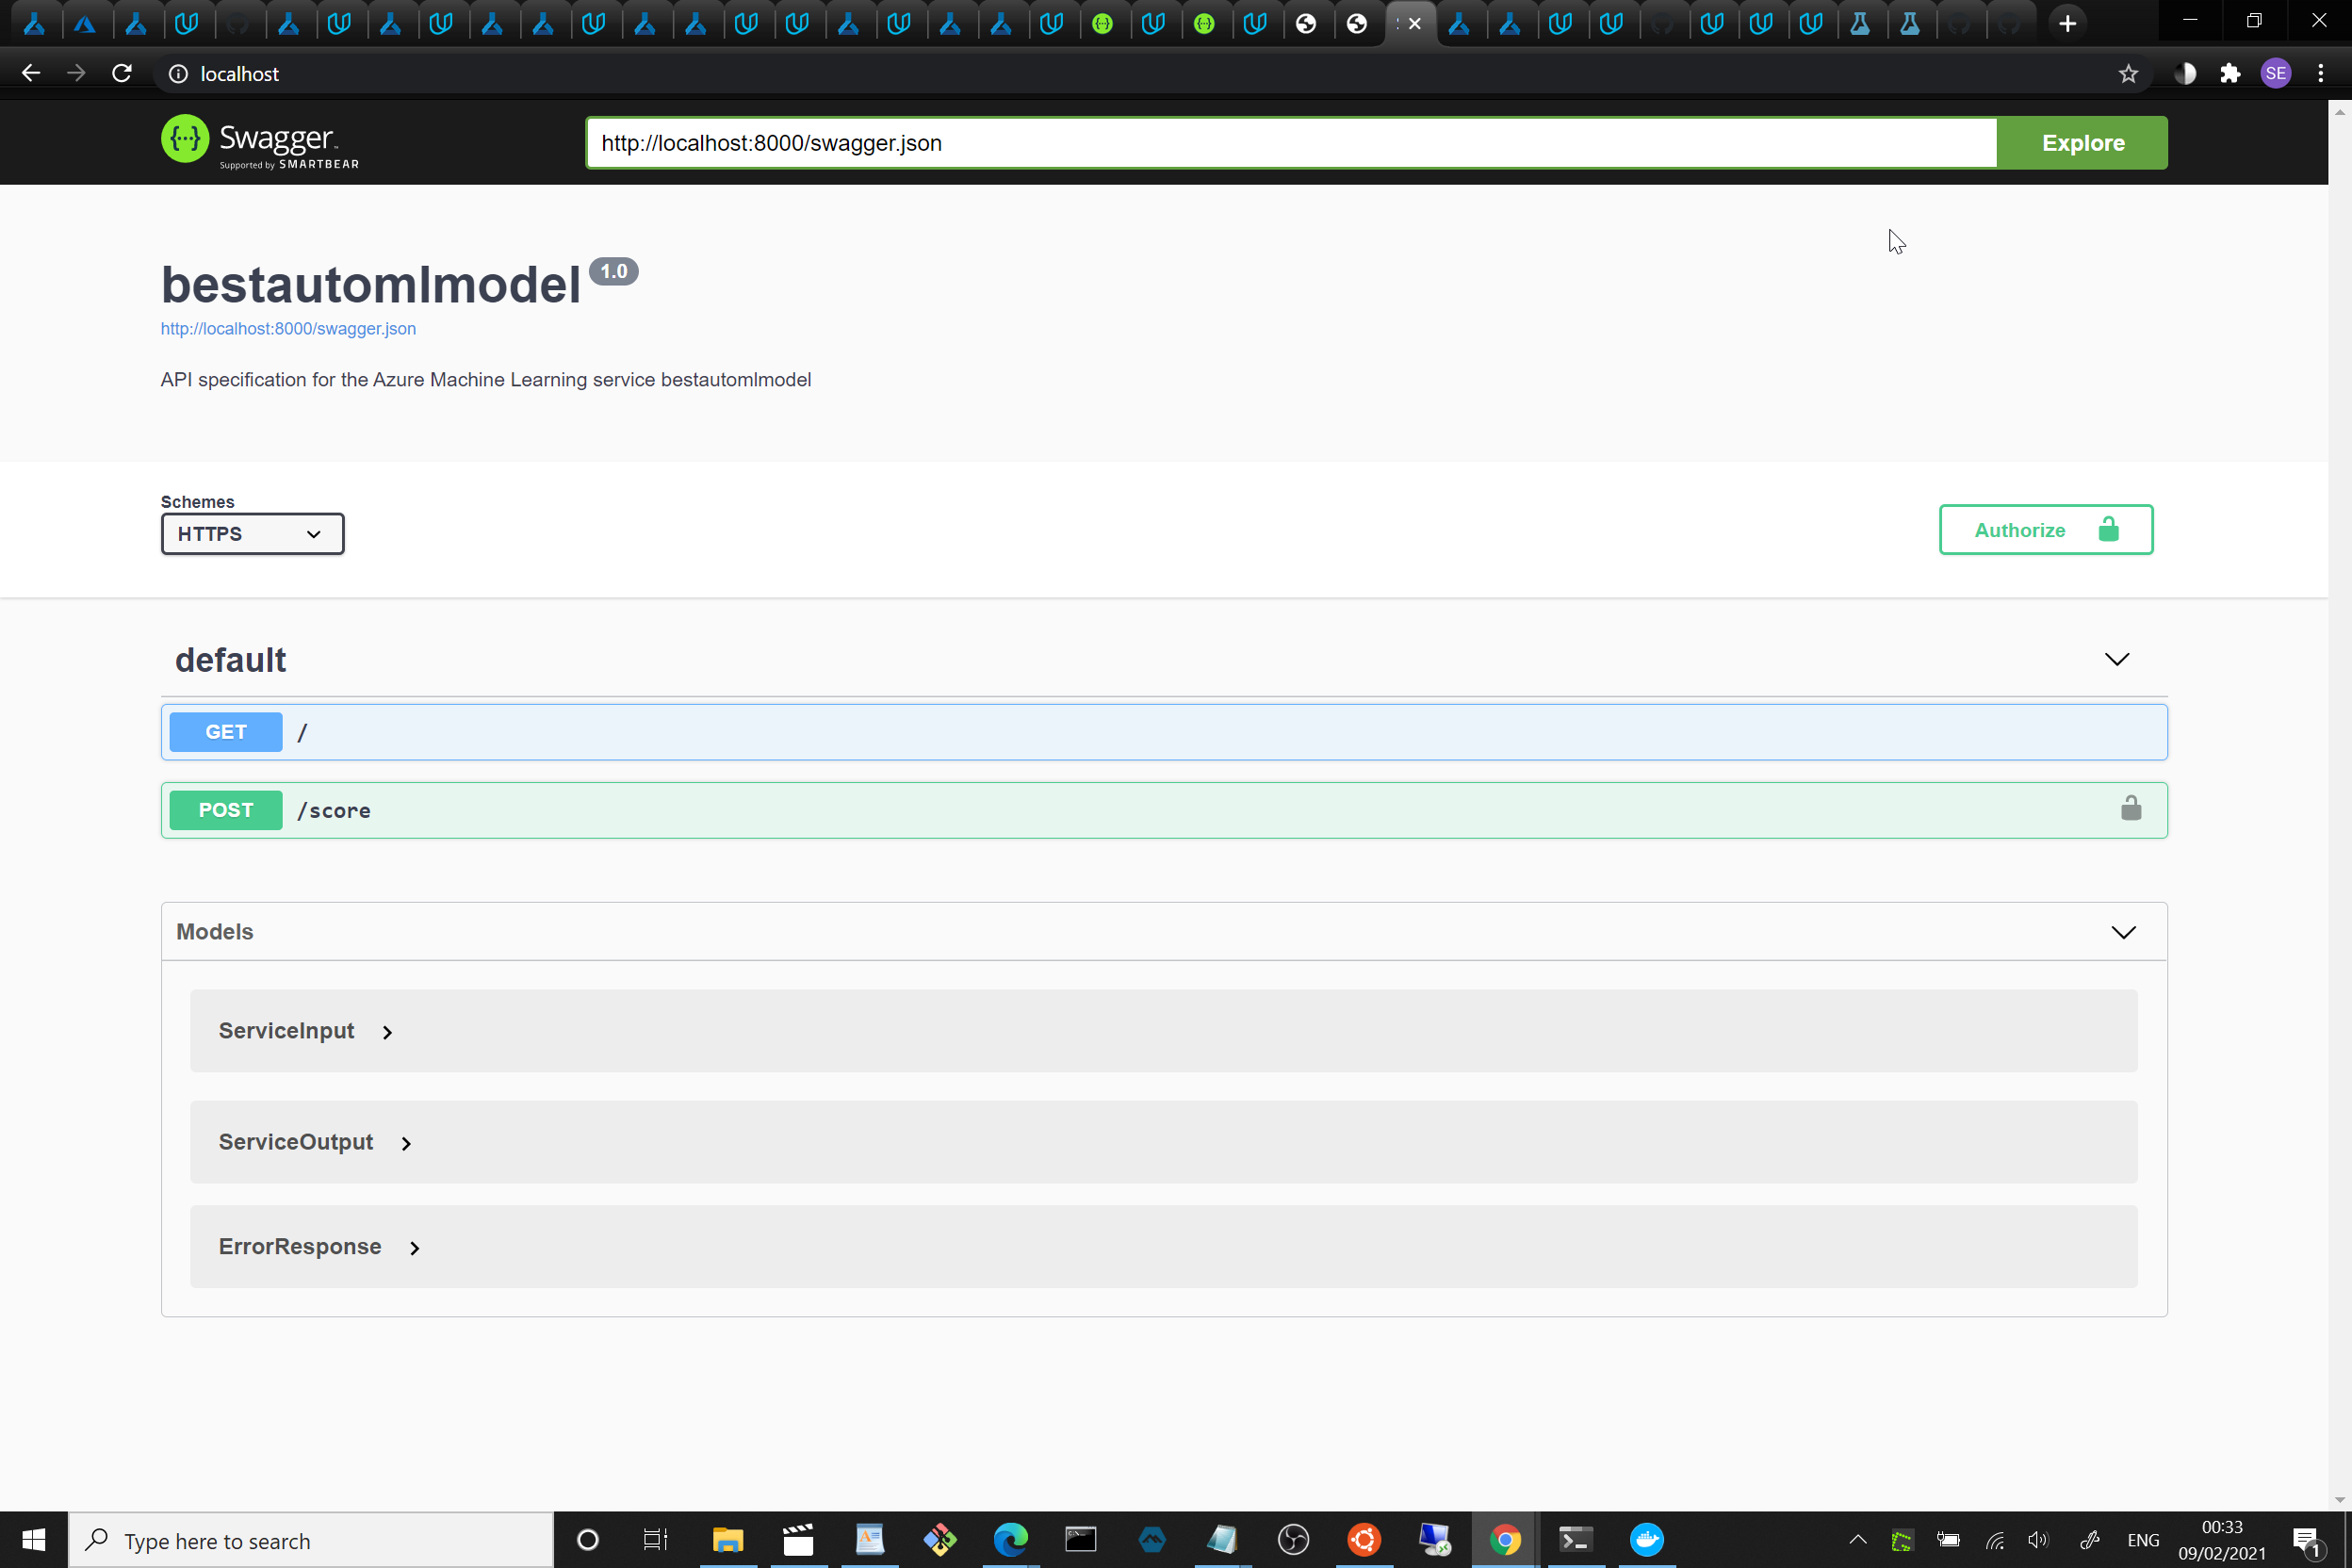 localhost
SE
Swagger
Supported by SMARTBEAR
http://localhost:8000/swagger.json
Explore
bestautomlmodel 1.0
http://localhost:8000/swagger.json
API specification for the Azure Machine Learning service bestautomlmodel
Schemes
HTTPS
Authorize
default
GET /
POST /score
Models
ServiceInput
ServiceOutput
ErrorResponse
Type here to search
ENG
00:33
09/02/2021
1